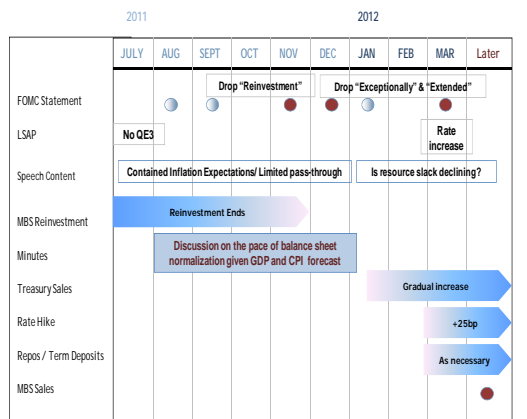 2011 2012
JULY AUG SEPT OCT NOV DEC JAN FEB MAR Later
Drop “Reinvestment” Drop “Exceptionally” & “Extended”
FOMC Statement
LSAP No QE3 Rate
increase
Speech Content Contained Inflation Expectations/ Limited pass-through Is resource slack declining?
MBS Reinvestment Reinvestment Ends
Minutes Discussion on the pace of balance sheet
normalization given GDP and CPI forecast
Treasury Sales Gradual increase
Rate Hike +25bp
Repos / Term Deposits As necessary
MBS Sales